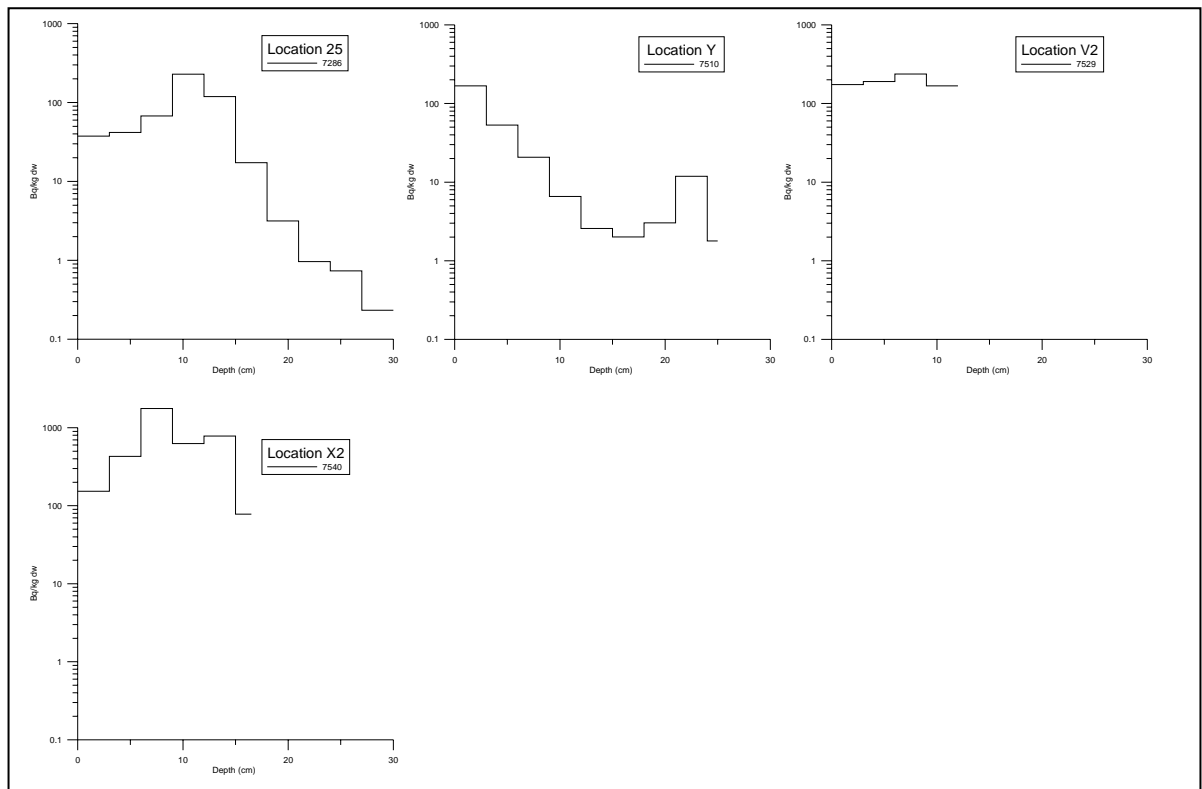 Location 25
7286
1000
100
10
1
0.1
Bq/kg dw
0 10 20 30
Depth (cm)
Location Y
7510
1000
100
10
1
0.1
Bq/kg dw
0 10 20 30
Depth (cm)
Location V2
7529
1000
100
10
1
0.1
Bq/kg dw
0 10 20 30
Depth (cm)
Location X2
7540
1000
100
10
1
0.1
Bq/kg dw
0 10 20 30
Depth (cm)